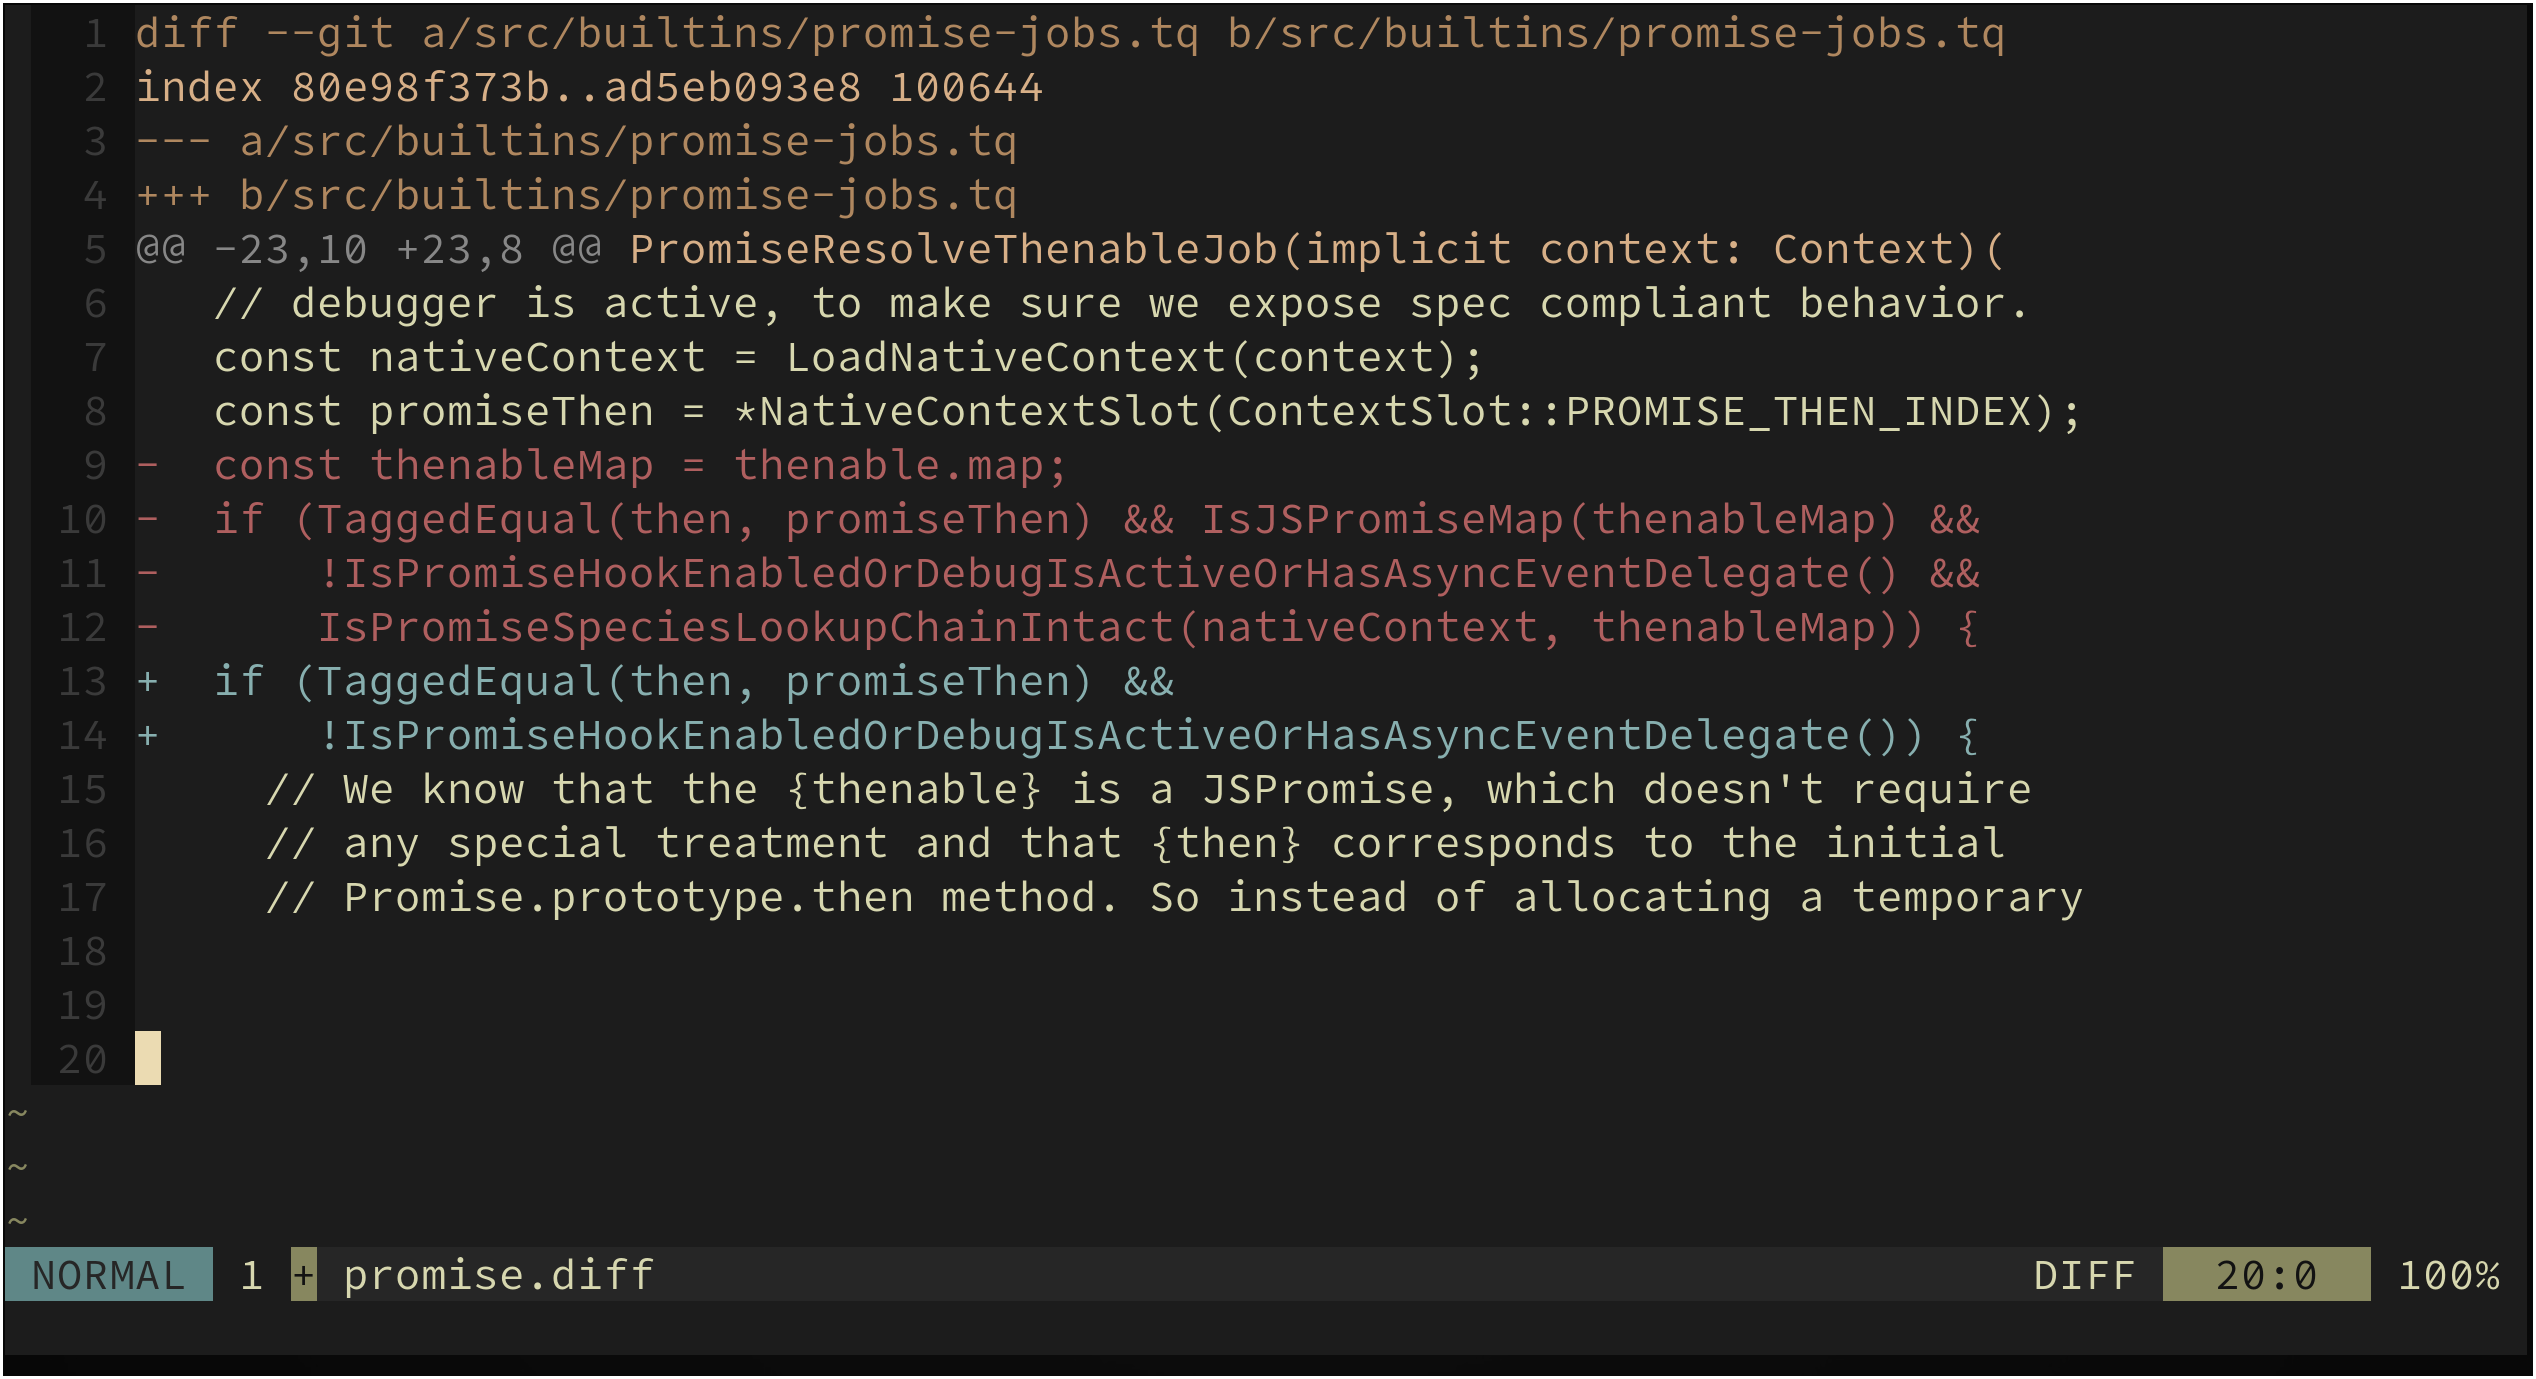 1 diff --git a/src/builtins/promise-jobs.tq b/src/builtins/promise-jobs.tq
2 index 80e98f373b..ad5eb093e8 100644
3 --- a/src/builtins/promise-jobs.tq
4 +++ b/src/builtins/promise-jobs.tq
5 @@ -23,10 +23,8 @@ PromiseResolveThenableJob(implicit context: Context)(
6    // debugger is active, to make sure we expose spec compliant behavior.
7    const nativeContext = LoadNativeContext(context);
8    const promiseThen = *NativeContextSlot(ContextSlot::PROMISE_THEN_INDEX);
9 -  const thenableMap = thenable.map;
10 -  if (TaggedEqual(then, promiseThen) && IsJSPromiseMap(thenableMap) &&
11 -      !IsPromiseHookEnabledOrDebugIsActiveOrHasAsyncEventDelegate() &&
12 -      IsPromiseSpeciesLookupChainIntact(nativeContext, thenableMap)) {
13 +  if (TaggedEqual(then, promiseThen) &&
14 +      !IsPromiseHookEnabledOrDebugIsActiveOrHasAsyncEventDelegate()) {
15      // We know that the {thenable} is a JSPromise, which doesn't require
16      // any special treatment and that {then} corresponds to the initial
17      // Promise.prototype.then method. So instead of allocating a temporary
18
19
20
~
~
~
NORMAL 1 + promise.diff DIFF 20:0 100%